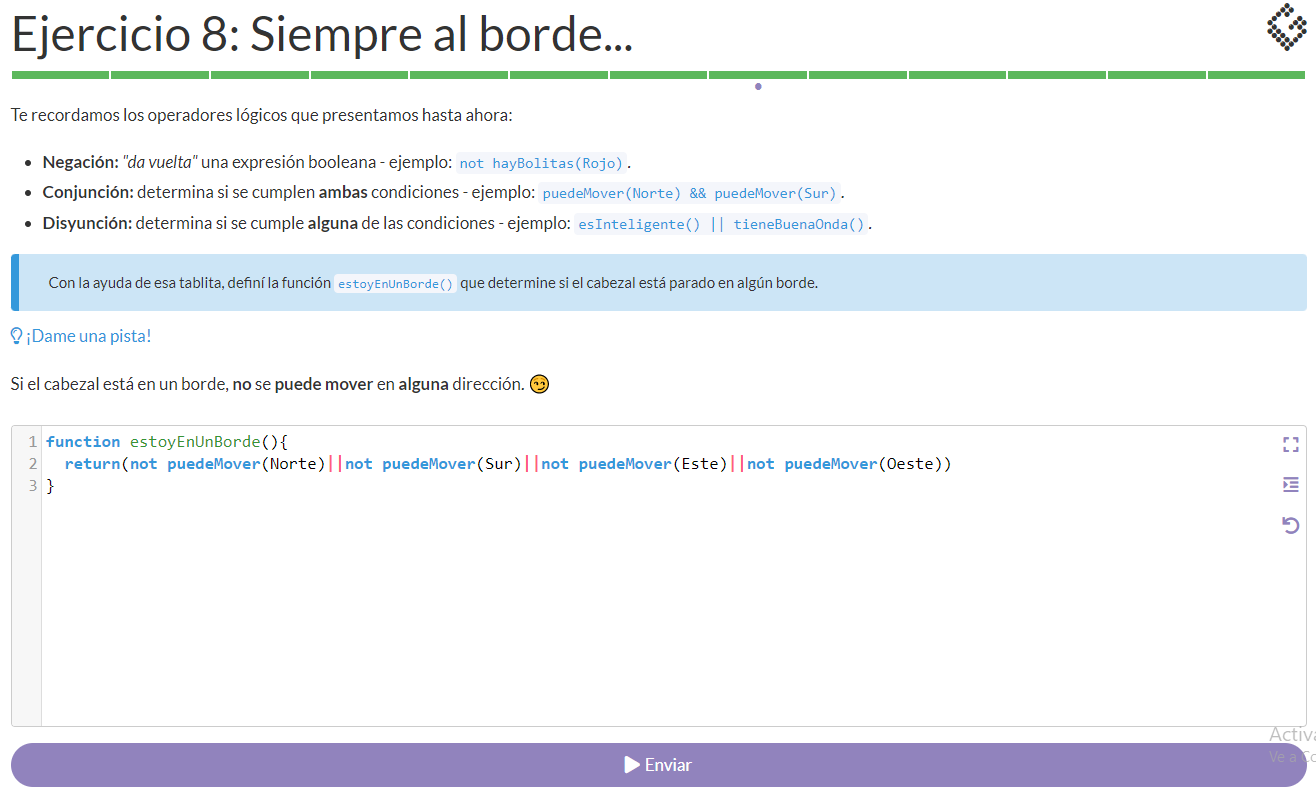 Ejercicio 8: Siempre al borde...
Te recordamos los operadores lógicos que presentamos hasta ahora:
Negación: "da vuelta" una expresión booleana - ejemplo: not hayBolitas(Rojo).
Conjunción: determina si se cumplen ambas condiciones - ejemplo: puedeMover(Norte) && puedeMover(Sur).
Disyunción: determina si se cumple alguna de las condiciones - ejemplo: esInteligente() || tieneBuenaOnda().
Con la ayuda de esa tablita, definí la función estoyEnUnBorde() que determine si el cabezal está parado en algún borde.
¡Dame una pista!
Si el cabezal está en un borde, no se puede mover en alguna dirección. 😏
1 function estoyEnUnBorde(){
2 return(not puedeMover(Norte)||not puedeMover(Sur)||not puedeMover(Este)||not puedeMover(Oeste))
3 }
Activa
Enviar
Ve a Co